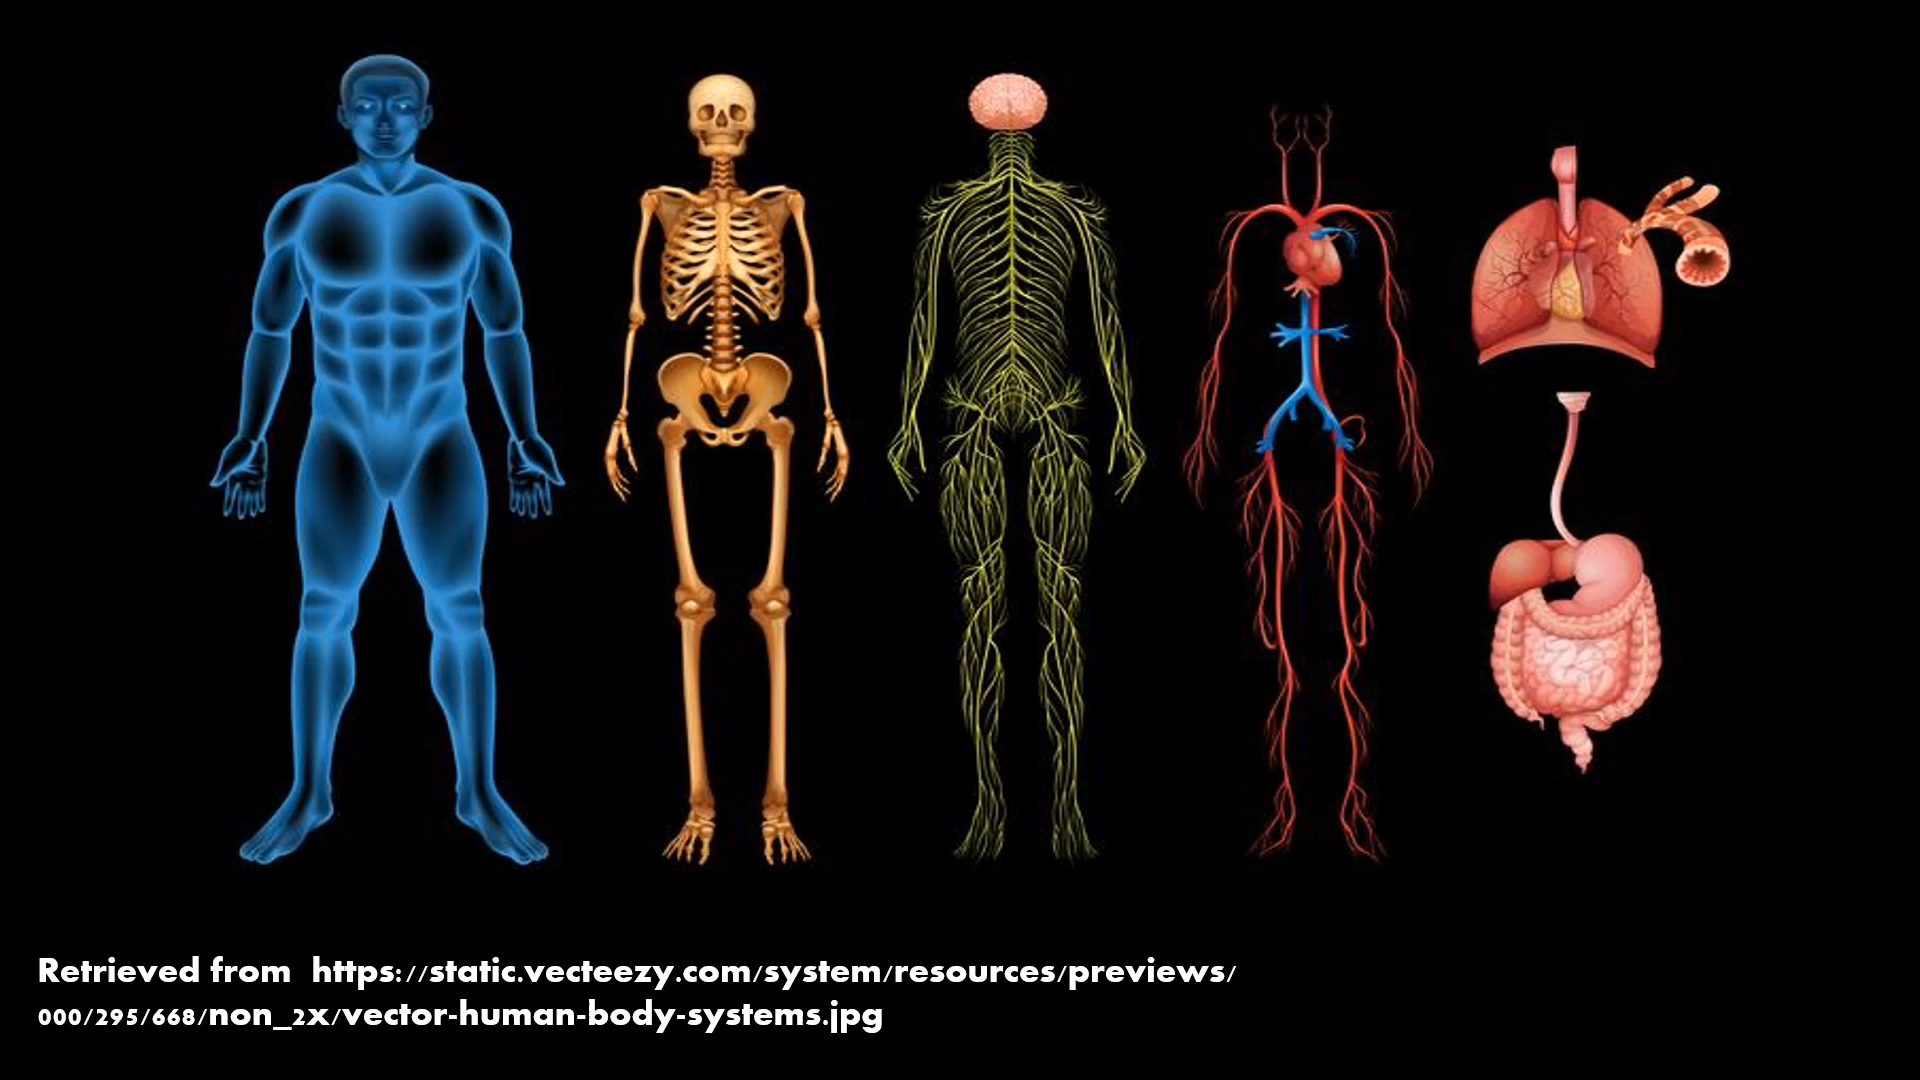 Retrieved from  https://static.vecteezy.com/system/resources/previews/
000/295/668/non_2x/vector-human-body-systems.jpg